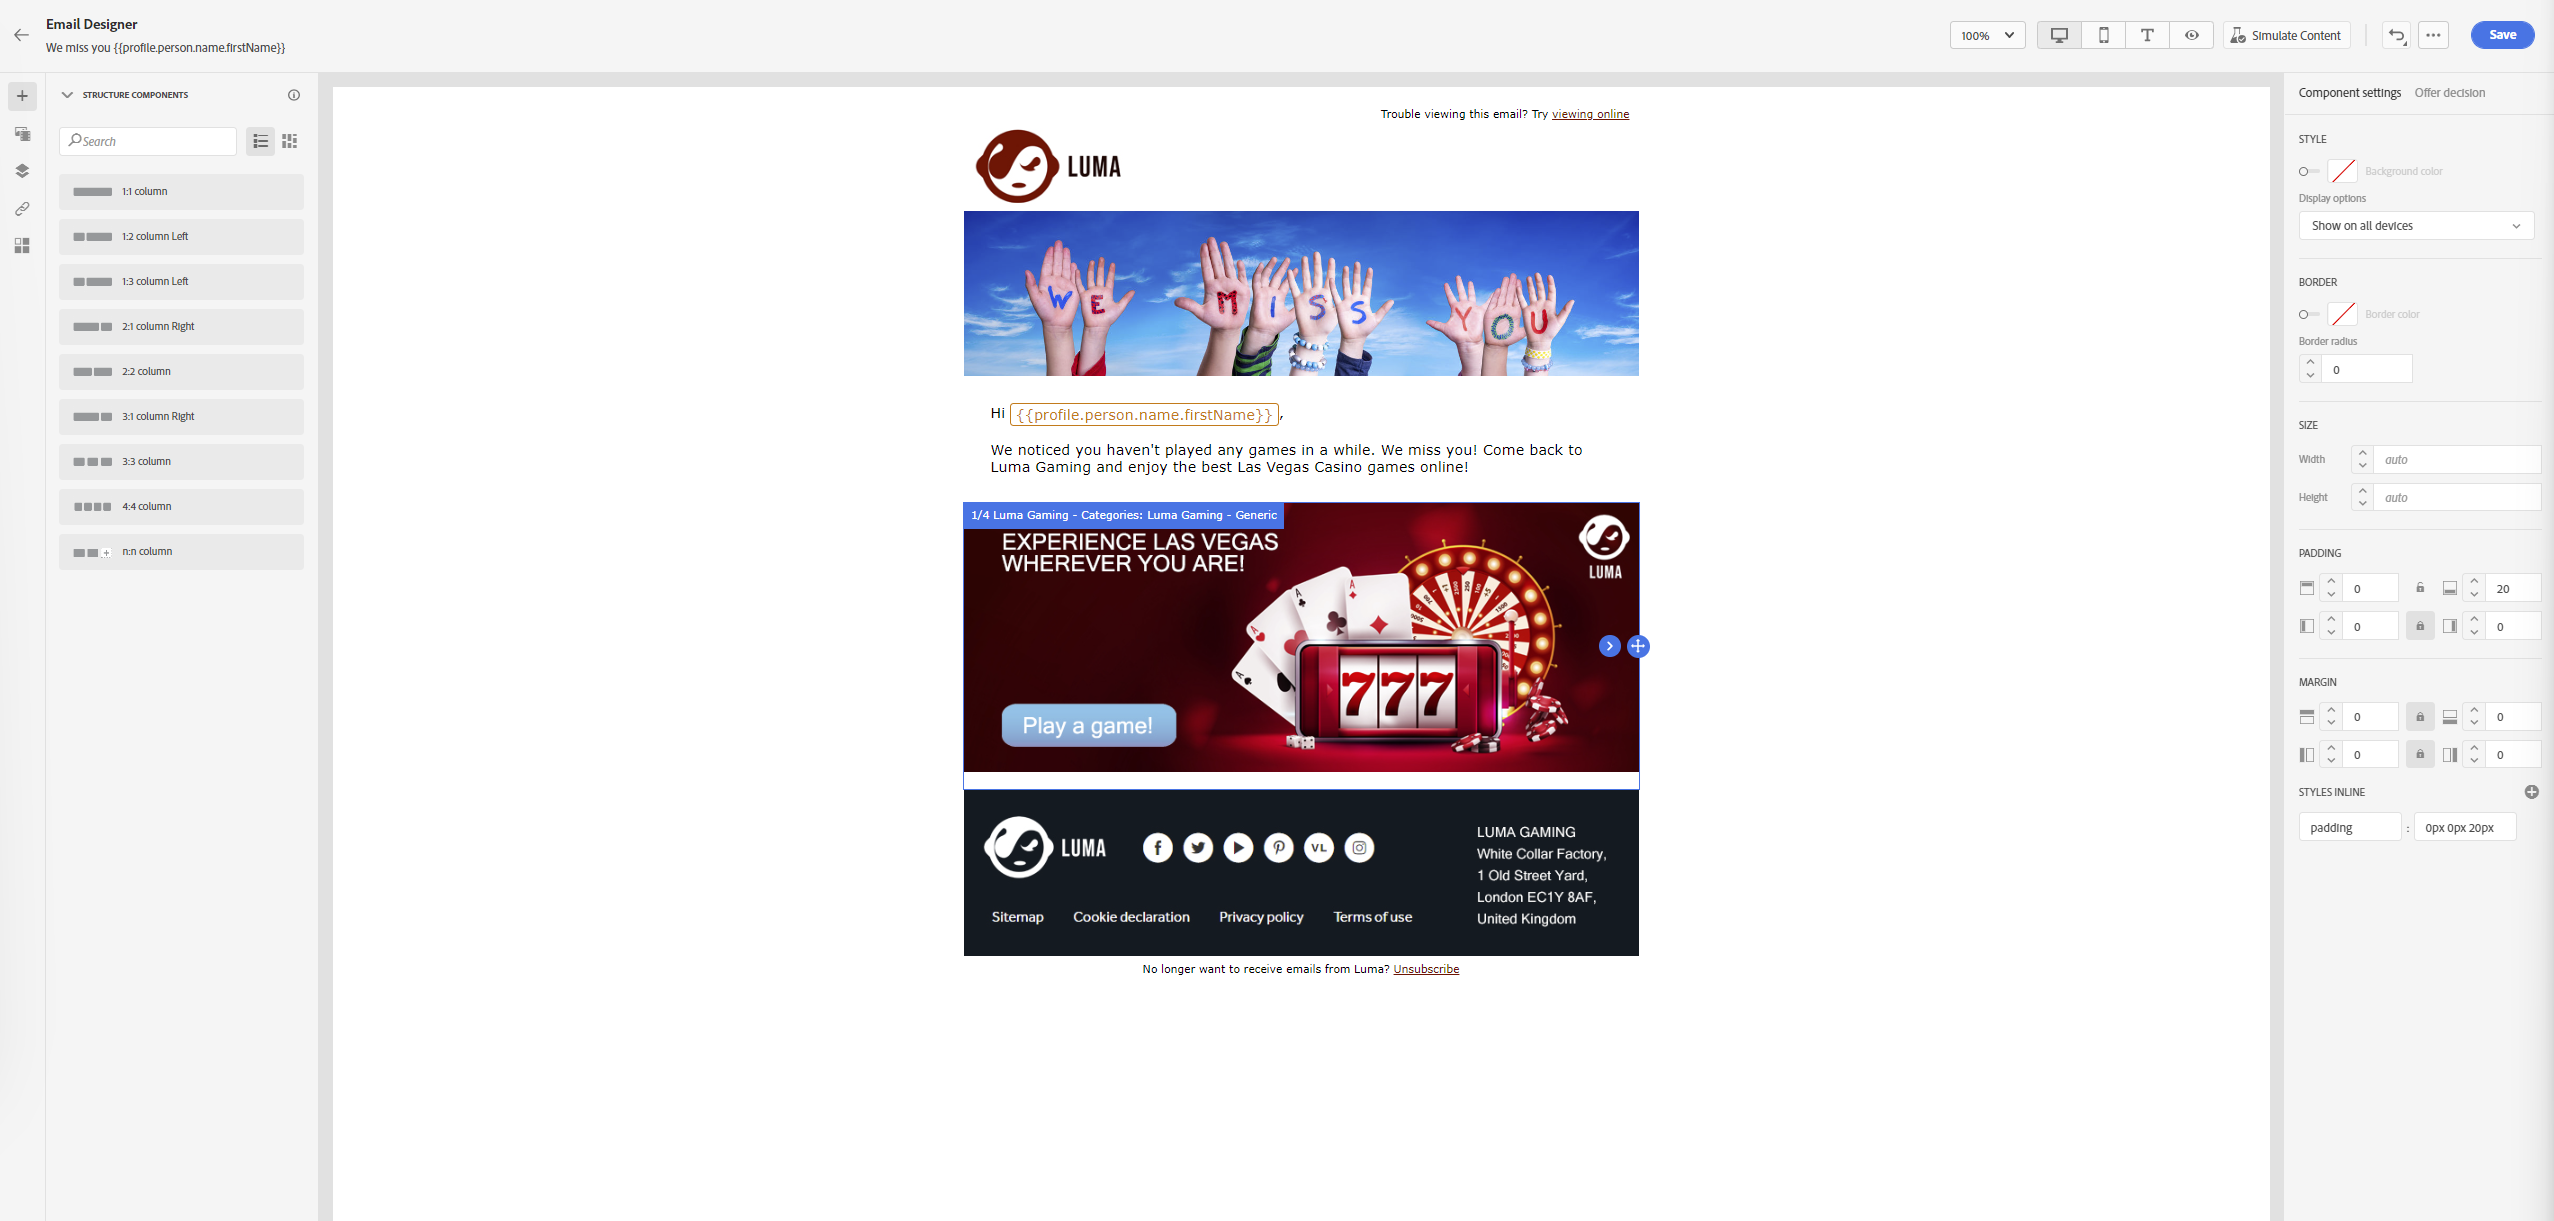 Email Designer
We miss you {{profile.person.name.firstName}}
100%
Simulate Content
Save
STRUCTURE COMPONENTS
Search
1:1 column
1:2 column Left
1:3 column Left
2:1 column Right
2:2 column
3:1 column Right
3:3 column
4:4 column
n:n column
Trouble viewing this email? Try viewing online
LUMA
WE MISS YOU
Hi {{profile.person.name.firstName}},
We noticed you haven't played any games in a while. We miss you! Come back to
Luma Gaming and enjoy the best Las Vegas Casino games online!
1/4 Luma Gaming - Categories: Luma Gaming - Generic
EXPERIENCE LAS VEGAS
WHEREVER YOU ARE!
LUMA
777
Play a game!
LUMA
VL
Sitemap
Cookie declaration
Privacy policy
Terms of use
LUMA GAMING
White Collar Factory,
1 Old Street Yard,
London EC1Y 8AF,
United Kingdom
No longer want to receive emails from Luma? Unsubscribe
Component settings
Offer decision
STYLE
Background color
Display options
Show on all devices
BORDER
Border color
Border radius
0
SIZE
Width
auto
Height
auto
PADDING
0
20
0
0
MARGIN
0
0
0
0
STYLES INLINE
padding : 0px 0px 20px